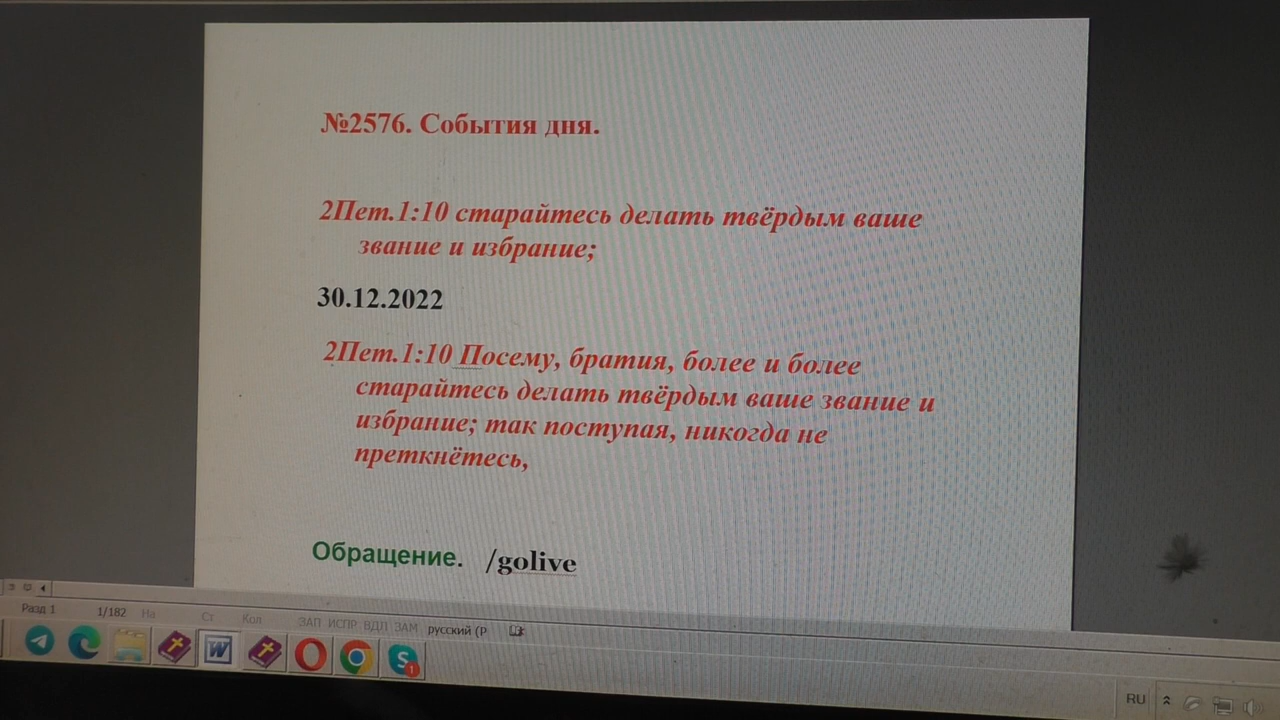 №2576. События дня.
2Пет.1:10 старайтесь делать твёрдым ваше
звание и избрание;
30.12.2022
2Пет.1:10 Посему, братия, более и более
старайтесь делать твёрдым ваше звание и
избрание; так поступая, никогда не
преткнётесь,
Обращение. /golive
Разд 1 1/182 На Ст Кол ЗАП ИСПР ВДЛ ЗАМ русский (Р
W S 1
RU